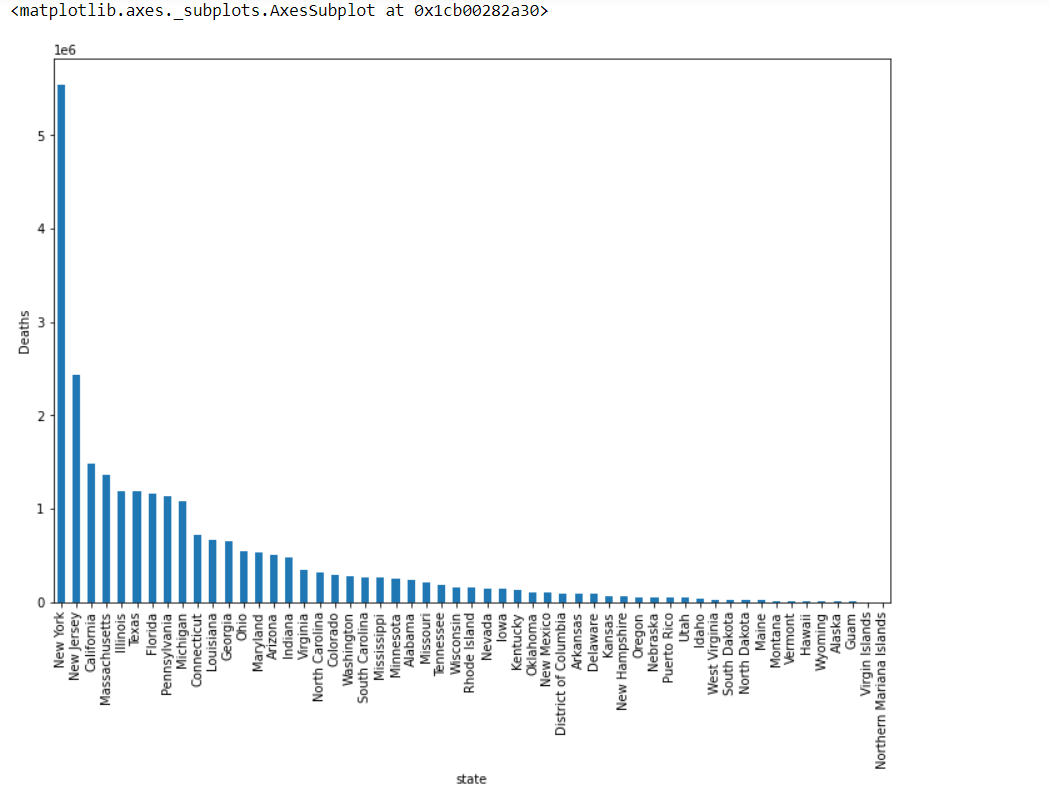 <matplotlib.axes._subplots.AxesSubplot at 0x1cb00282a30>
1e6
5
4
3
2
1
0
Deaths
New York
New Jersey
California
Massachusetts
Illinois
Texas
Florida
Pennsylvania
Michigan
Connecticut
Louisiana
Georgia
Ohio
Maryland
Arizona
Indiana
Virginia
North Carolina
Colorado
Washington
South Carolina
Mississippi
Minnesota
Alabama
Missouri
Tennessee
Wisconsin
Rhode Island
Nevada
Iowa
Kentucky
Oklahoma
New Mexico
District of Columbia
Arkansas
Delaware
Kansas
New Hampshire
Oregon
Nebraska
Puerto Rico
Utah
Idaho
West Virginia
South Dakota
North Dakota
Maine
Montana
Vermont
Hawaii
Wyoming
Alaska
Guam
Virgin Islands
Northern Mariana Islands
state